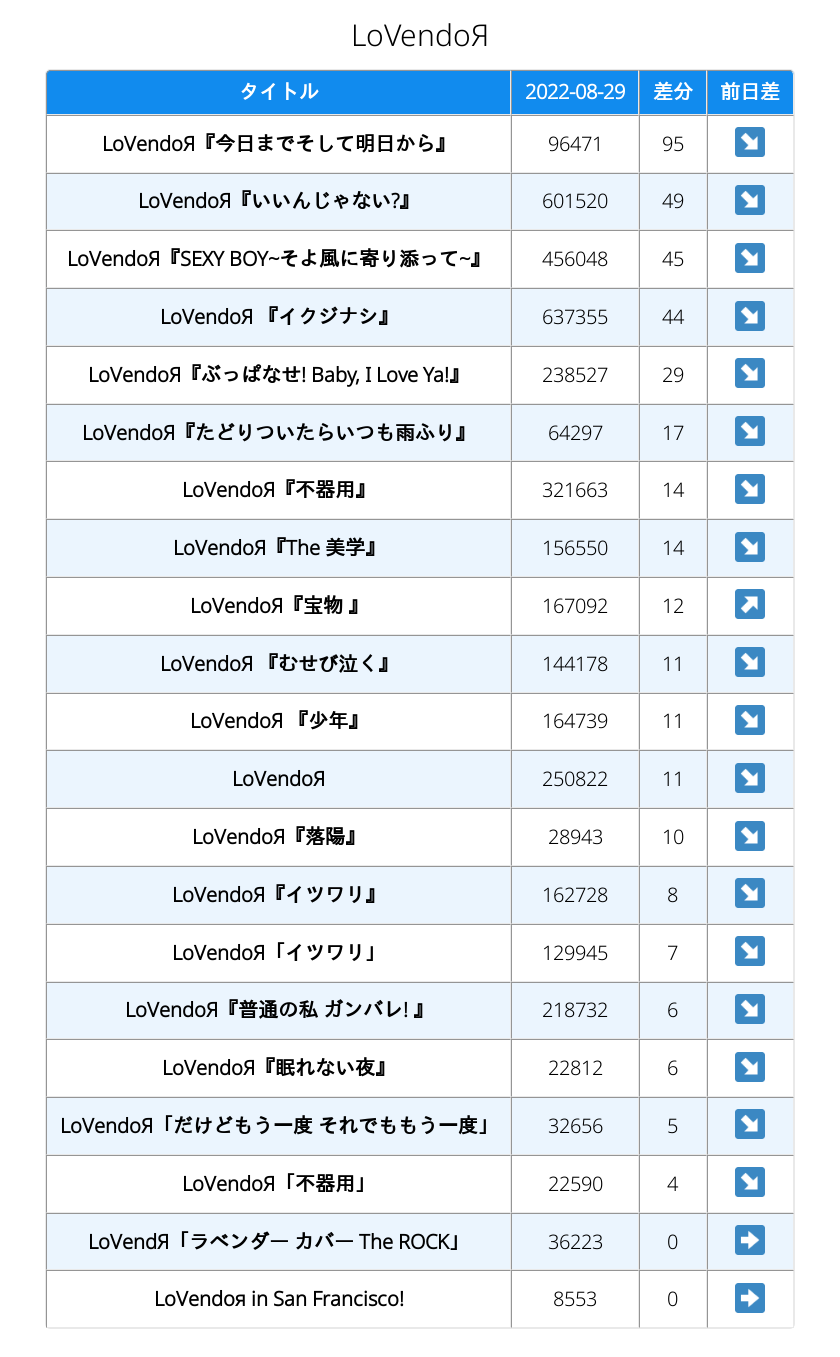 LoVendoЯ
タイトル 2022-08-29 差分 前日差
LoVendoЯ『今日までそして明日から』 96471 95 ↘
LoVendoЯ『いいんじゃない?』 601520 49 ↘
LoVendoЯ『SEXY BOY~そよ風に寄り添って~』 456048 45 ↘
LoVendoЯ 『イクジナシ』 637355 44 ↘
LoVendoЯ『ぶっぱなせ! Baby, I Love Ya!』 238527 29 ↘
LoVendoЯ『たどりついたらいつも雨ふり』 64297 17 ↘
LoVendoЯ『不器用』 321663 14 ↘
LoVendoЯ『The 美学』 156550 14 ↘
LoVendoЯ『宝物 』 167092 12 ↗
LoVendoЯ 『むせび泣く』 144178 11 ↘
LoVendoЯ 『少年』 164739 11 ↘
LoVendoЯ 250822 11 ↘
LoVendoЯ『落陽』 28943 10 ↘
LoVendoЯ『イツワリ』 162728 8 ↘
LoVendoЯ「イツワリ」 129945 7 ↘
LoVendoЯ『普通の私 ガンバレ! 』 218732 6 ↘
LoVendoЯ『眠れない夜』 22812 6 ↘
LoVendoЯ「だけどもう一度 それでももう一度」 32656 5 ↘
LoVendoЯ「不器用」 22590 4 ↘
LoVendЯ「ラベンダー カバー The ROCK」 36223 0 ➡
LoVendoя in San Francisco! 8553 0 ➡